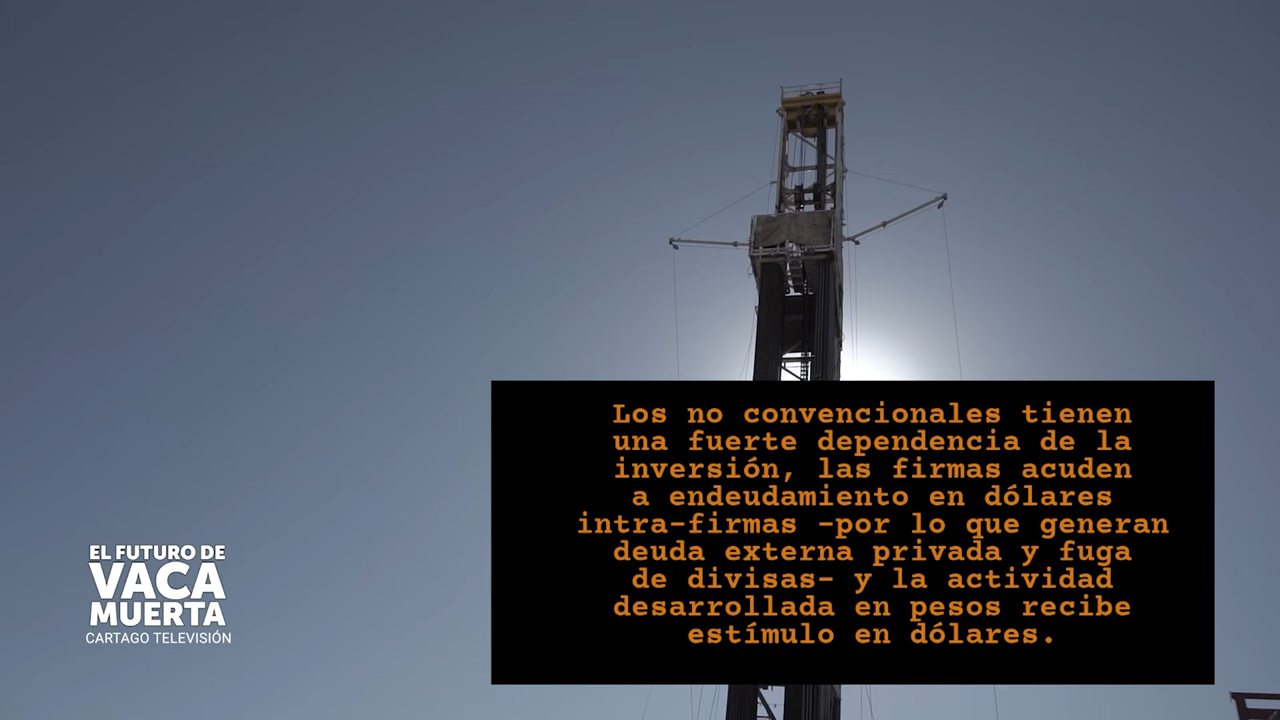 Los no convencionales tienen
una fuerte dependencia de la
inversión, las firmas acuden
a endeudamiento en dólares
intra-firmas -por lo que generan
deuda externa privada y fuga
de divisas- y la actividad
desarrollada en pesos recibe
estímulo en dólares.
EL FUTURO DE
VACA
MUERTA
CARTAGO TELEVISIÓN